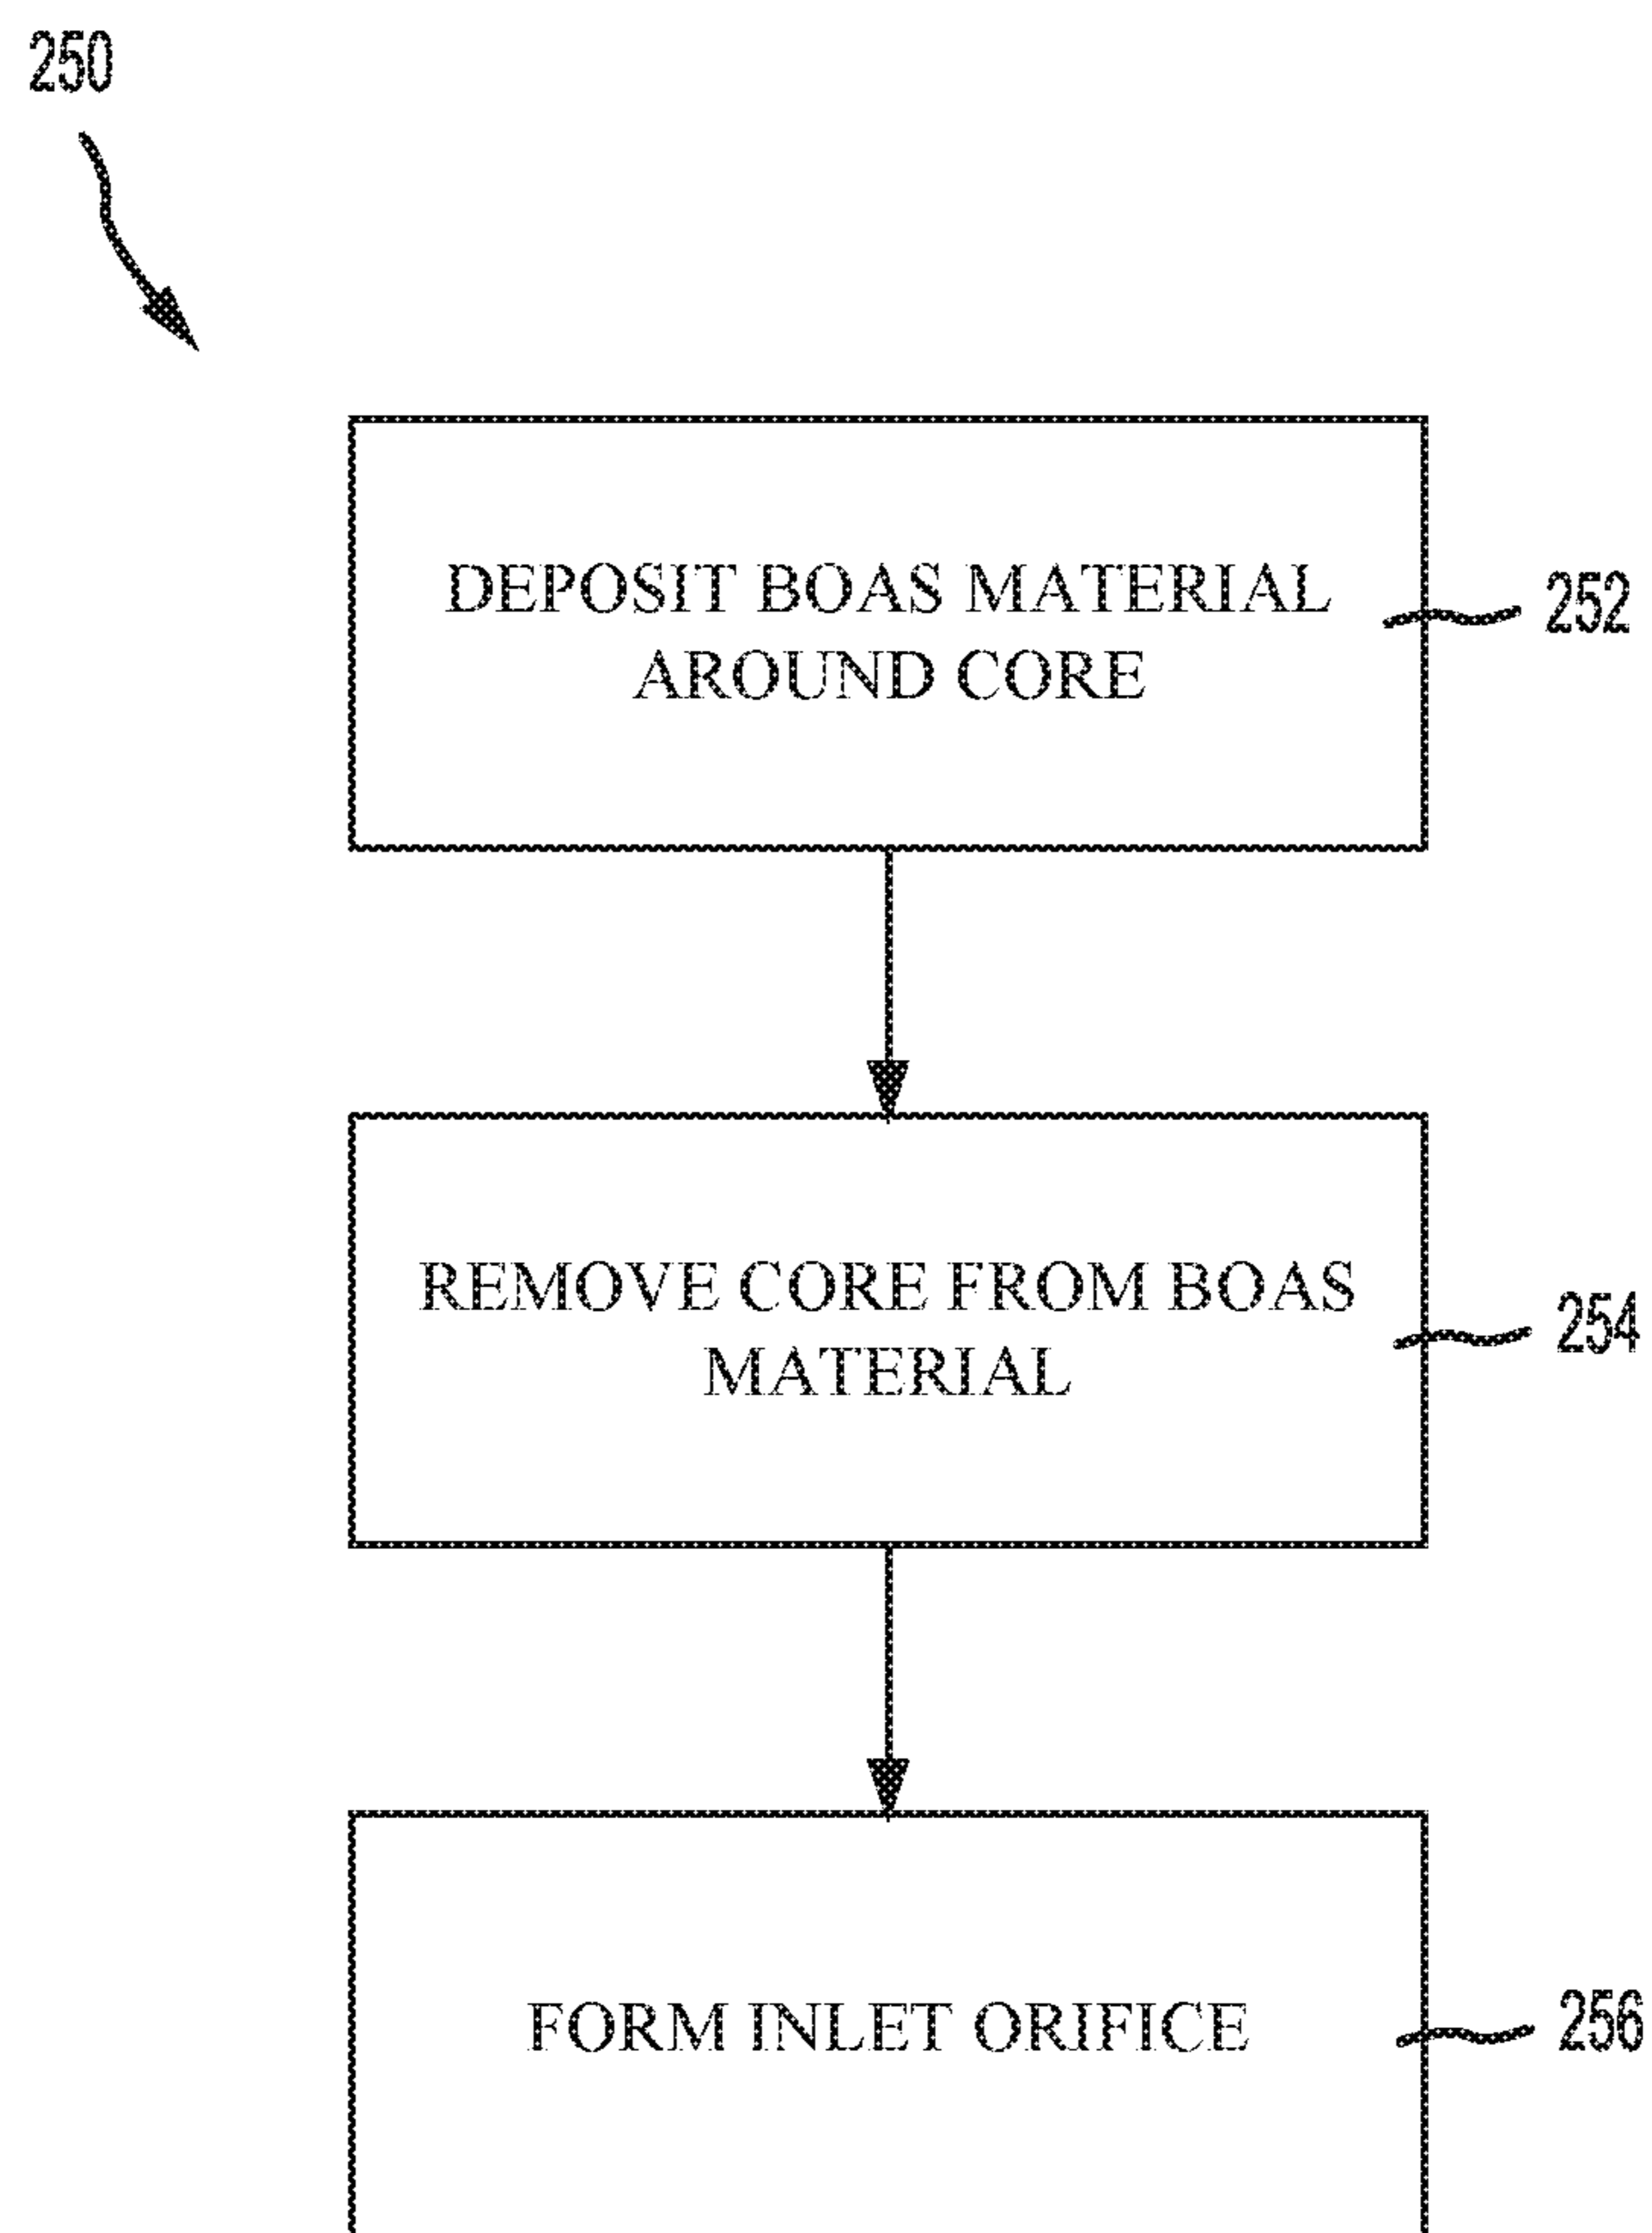 250
DEPOSIT BOAS MATERIAL
AROUND CORE
252
REMOVE CORE FROM BOAS
MATERIAL
254
FORM INLET ORIFICE
256